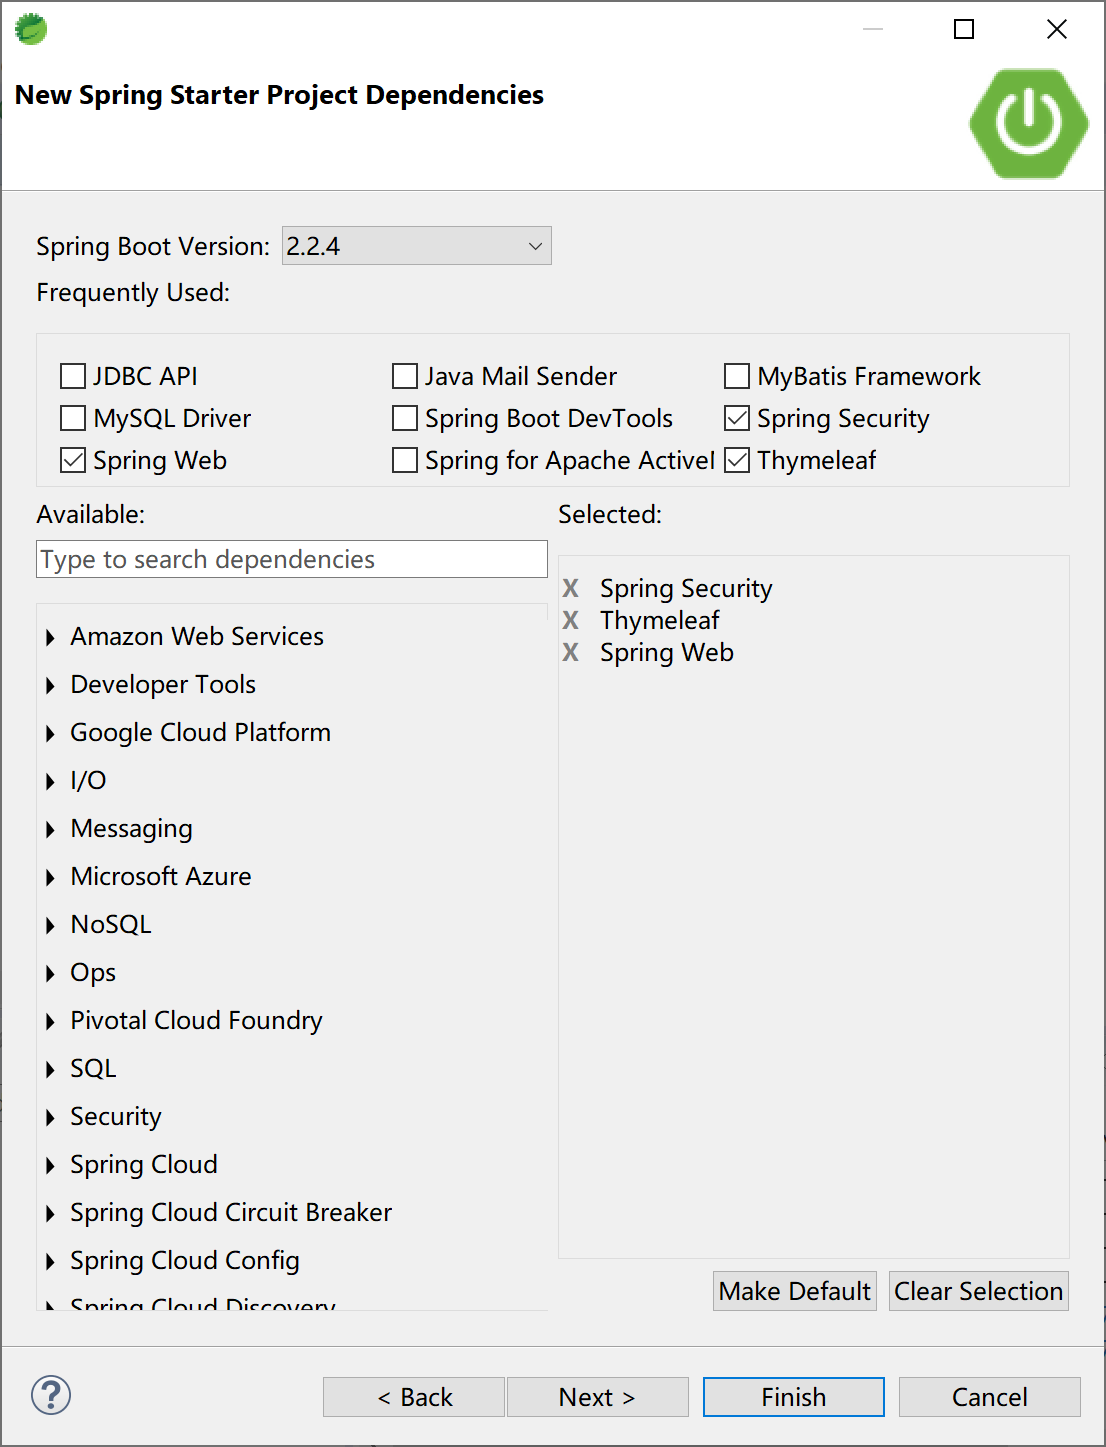 New Spring Starter Project Dependencies
Spring Boot Version: 2.2.4
Frequently Used:
JDBC API Java Mail Sender MyBatis Framework
MySQL Driver Spring Boot DevTools Spring Security
Spring Web Spring for Apache Active Thymeleaf
Available: Selected:
Type to search dependencies
X Spring Security
X Thymeleaf
X Spring Web
Amazon Web Services
Developer Tools
Google Cloud Platform
I/O
Messaging
Microsoft Azure
NoSQL
Ops
Pivotal Cloud Foundry
SQL
Security
Spring Cloud
Spring Cloud Circuit Breaker
Spring Cloud Config
Spring Cloud Discovery
Make Default Clear Selection
? < Back Next > Finish Cancel